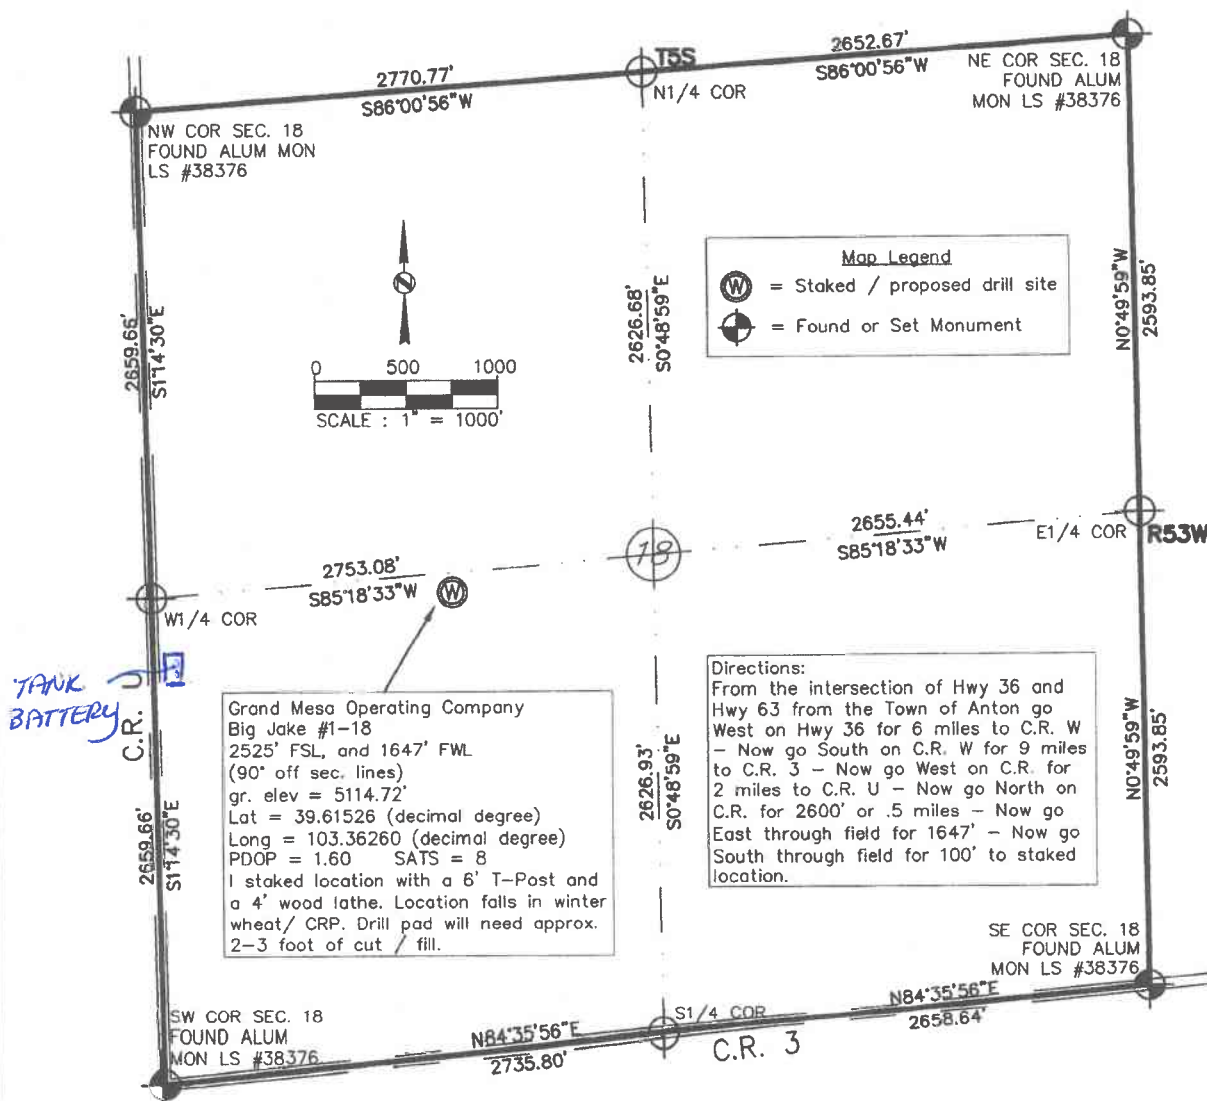 T5S
2770.77'
S86°00'56"W
N1/4 COR
2652.67'
S86°00'56"W
NE COR SEC. 18
FOUND ALUM
MON LS #38376
NW COR SEC. 18
FOUND ALUM MON
LS #38376
N
0 500 1000
SCALE : 1" = 1000'
Map Legend
W = Staked / proposed drill site
= Found or Set Monument
2659.66'
S1°14'30"E
2626.68'
S0°48'59"E
N0°49'59"W
2593.85'
2753.08'
S85°18'33"W
W
18
2655.44'
S85°18'33"W
E1/4 COR
R53W
W1/4 COR
TANK
BATTERY
C.R. U
Grand Mesa Operating Company
Big Jake #1-18
2525' FSL, and 1647' FWL
(90° off sec. lines)
gr. elev = 5114.72'
Lat = 39.61526 (decimal degree)
Long = 103.36260 (decimal degree)
PDOP = 1.60 SATS = 8
I staked location with a 6' T-Post and
a 4' wood lathe. Location falls in winter
wheat/ CRP. Drill pad will need approx.
2-3 foot of cut / fill.
2659.66'
S1°14'30"E
2626.93'
S0°48'59"E
Directions:
From the intersection of Hwy 36 and
Hwy 63 from the Town of Anton go
West on Hwy 36 for 6 miles to C.R. W
- Now go South on C.R. W for 9 miles
to C.R. 3 - Now go West on C.R. for
2 miles to C.R. U - Now go North on
C.R. for 2600' or .5 miles - Now go
East through field for 1647' - Now go
South through field for 100' to staked
location.
N0°49'59"W
2593.85'
SE COR SEC. 18
FOUND ALUM
MON LS #38376
SW COR SEC. 18
FOUND ALUM
MON LS #38376
N84°35'56"E
2735.80'
S1/4 COR
C.R. 3
N84°35'56"E
2658.64'